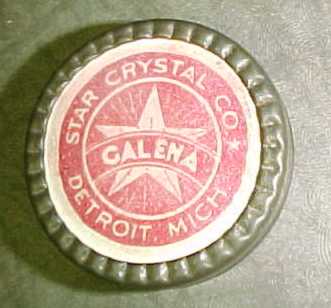 STAR CRYSTAL CO.
GALENA
DETROIT, MICH